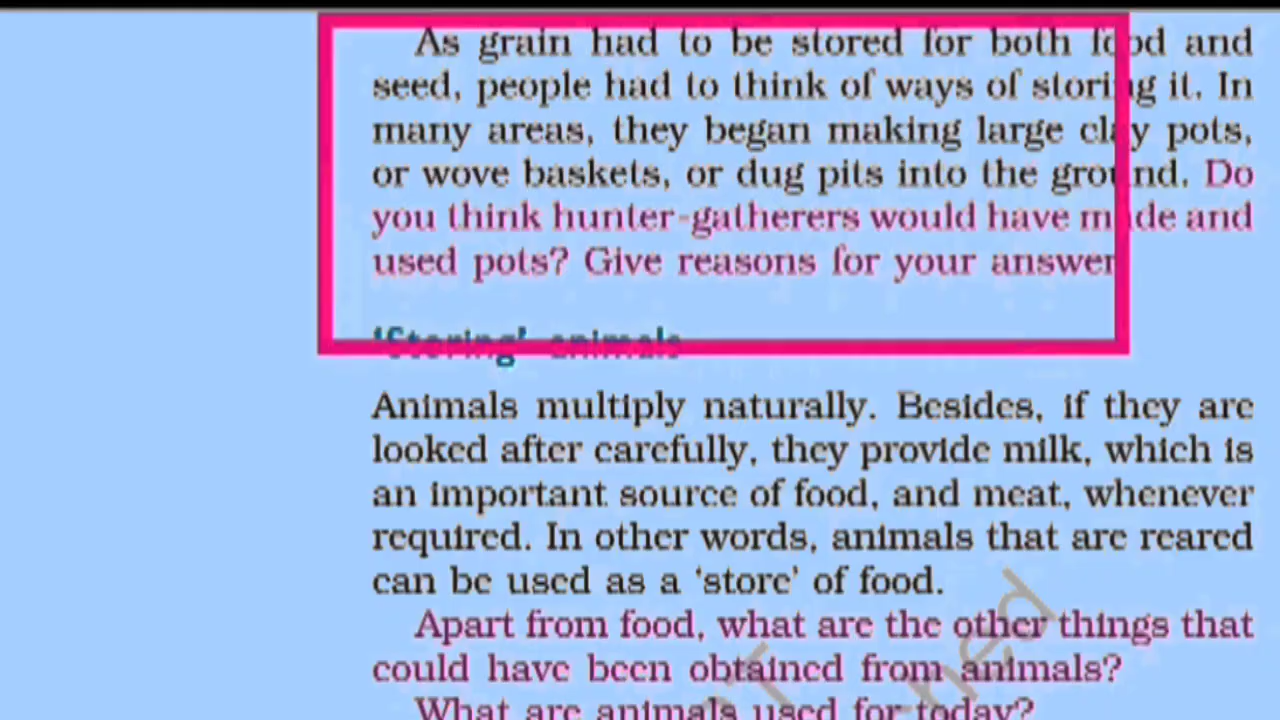 As grain had to be stored for both food and
seed, people had to think of ways of storing it. In
many areas, they began making large clay pots,
or wove baskets, or dug pits into the ground. Do
you think hunter-gatherers would have made and
used pots? Give reasons for your answer
'Storing' animals
Animals multiply naturally. Besides, if they are
looked after carefully, they provide milk, which is
an important source of food, and meat, whenever
required. In other words, animals that are reared
can be used as a 'store' of food.
Apart from food, what are the other things that
could have been obtained from animals?
What are animals used for today?